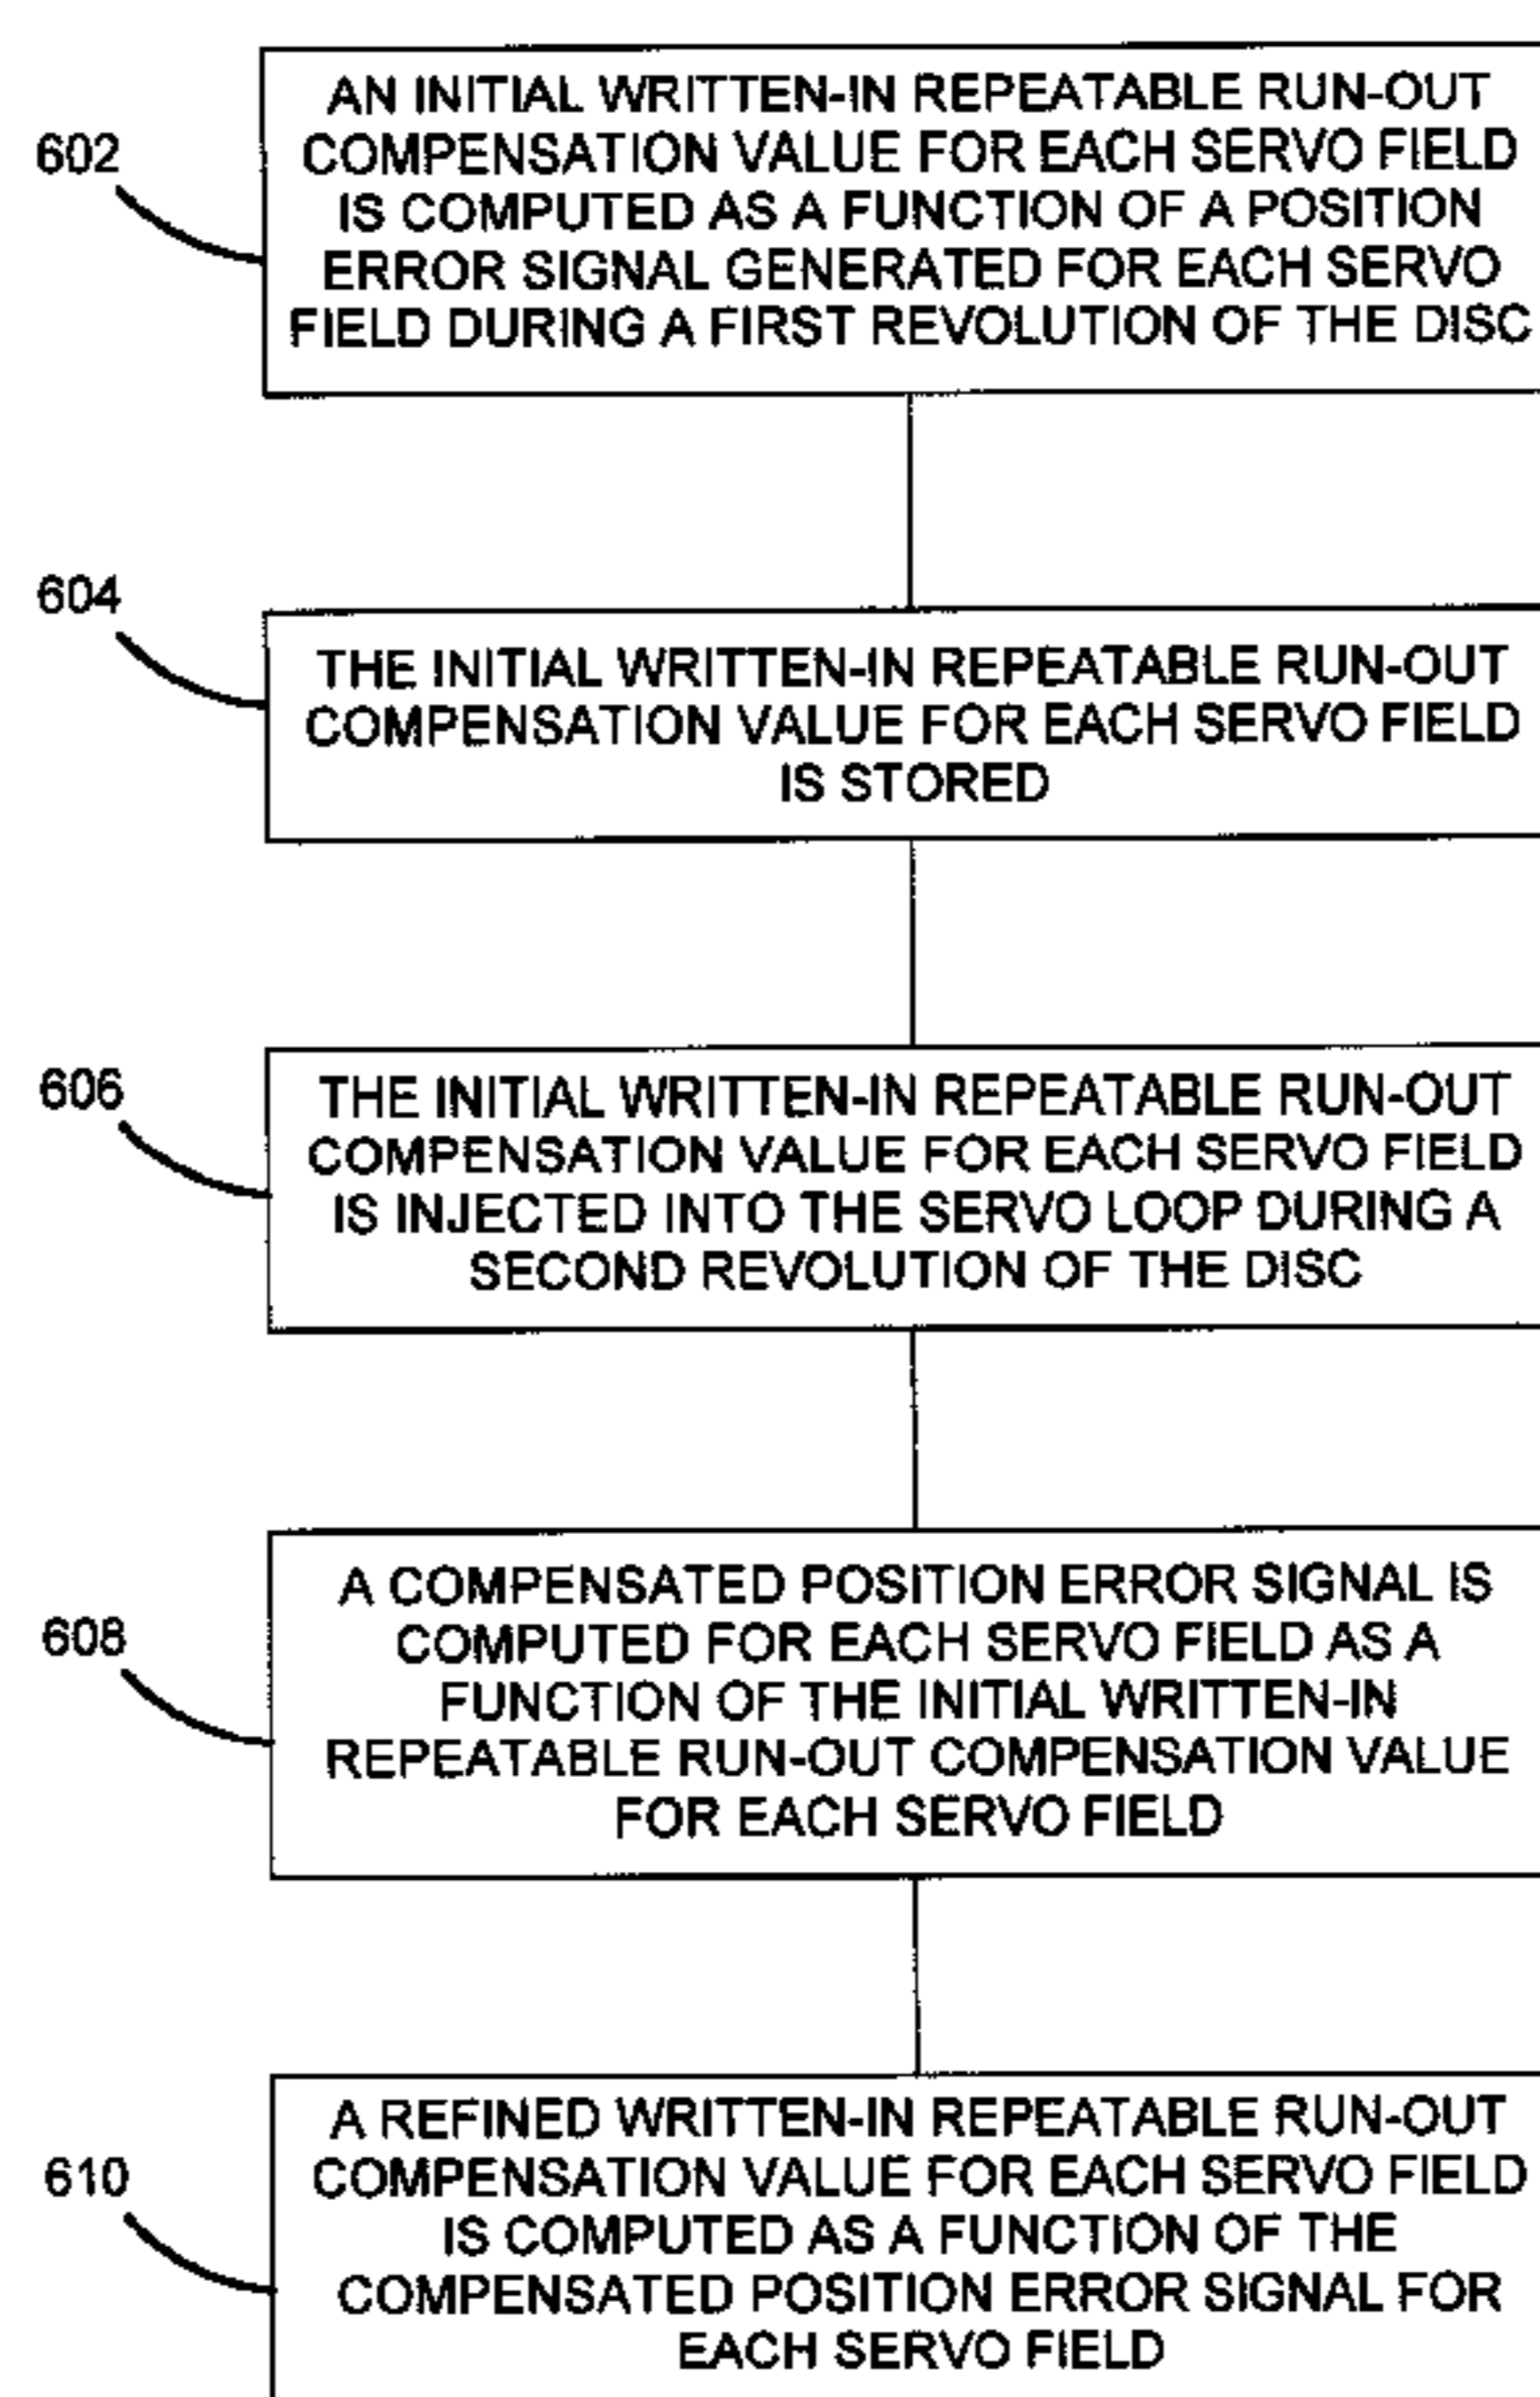 AN INITIAL WRITTEN-IN REPEATABLE RUN-OUT
602
COMPENSATION VALUE FOR EACH SERVO FIELD
IS COMPUTED AS A FUNCTION OF A POSITION
ERROR SIGNAL GENERATED FOR EACH SERVO
FIELD DURING A FIRST REVOLUTION OF THE DISC
604
THE INITIAL WRITTEN-IN REPEATABLE RUN-OUT
COMPENSATION VALUE FOR EACH SERVO FIELD
IS STORED
606
THE INITIAL WRITTEN-IN REPEATABLE RUN-OUT
COMPENSATION VALUE FOR EACH SERVO FIELD
IS INJECTED INTO THE SERVO LOOP DURING A
SECOND REVOLUTION OF THE DISC
A COMPENSATED POSITION ERROR SIGNAL IS
608
COMPUTED FOR EACH SERVO FIELD AS A
FUNCTION OF THE INITIAL WRITTEN-IN
REPEATABLE RUN-OUT COMPENSATION VALUE
FOR EACH SERVO FIELD
A REFINED WRITTEN-IN REPEATABLE RUN-OUT
610
COMPENSATION VALUE FOR EACH SERVO FIELD
IS COMPUTED AS A FUNCTION OF THE
COMPENSATED POSITION ERROR SIGNAL FOR
EACH SERVO FIELD